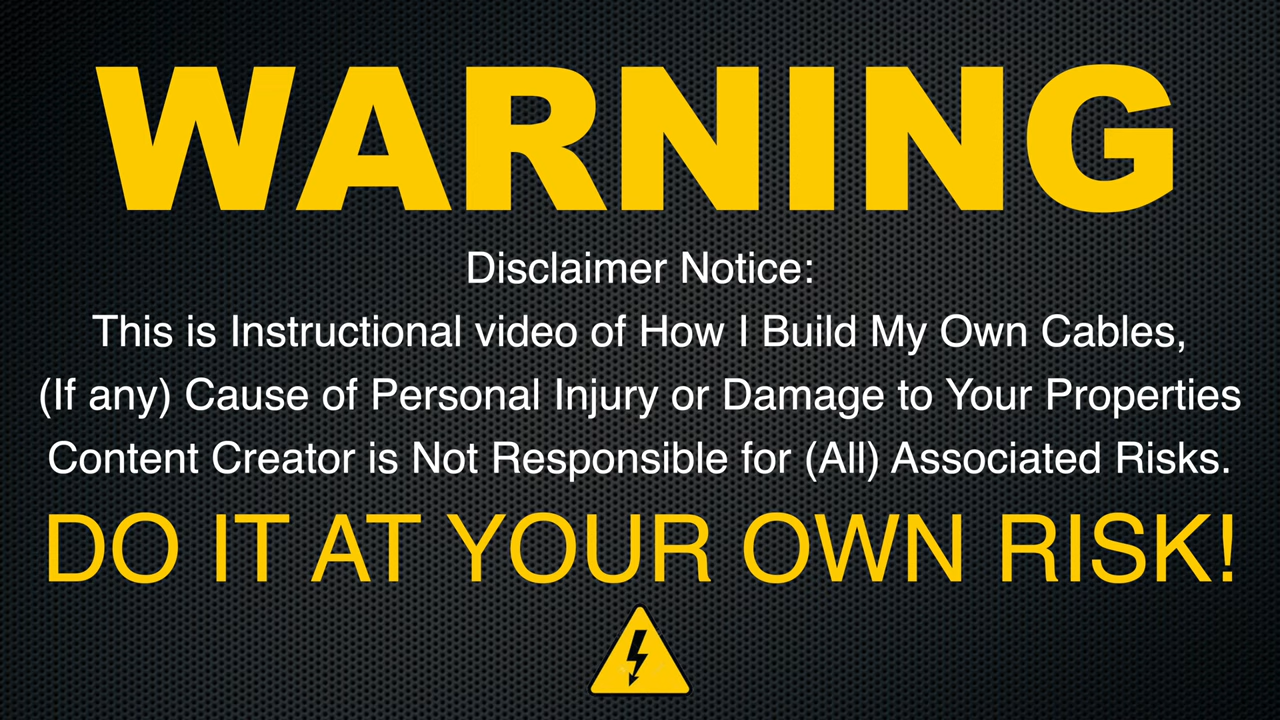 WARNING
Disclaimer Notice:
This is Instructional video of How I Build My Own Cables,
(If any) Cause of Personal Injury or Damage to Your Properties
Content Creator is Not Responsible for (All) Associated Risks.
DO IT AT YOUR OWN RISK!